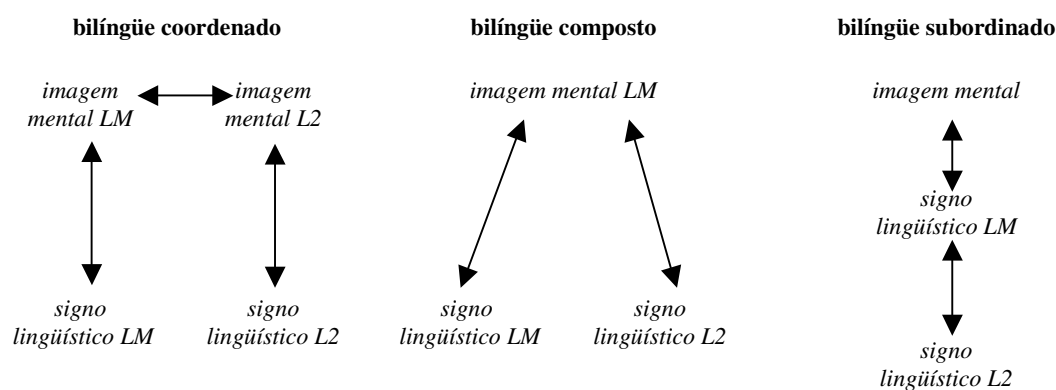 bilíngüe coordenado
imagem
mental LM
imagem
mental L2
signo
lingüístico LM
signo
lingüístico L2
bilíngüe composto
imagem mental LM
signo
lingüístico LM
signo
lingüístico L2
bilíngüe subordinado
imagem mental
signo
lingüístico LM
signo
lingüístico L2